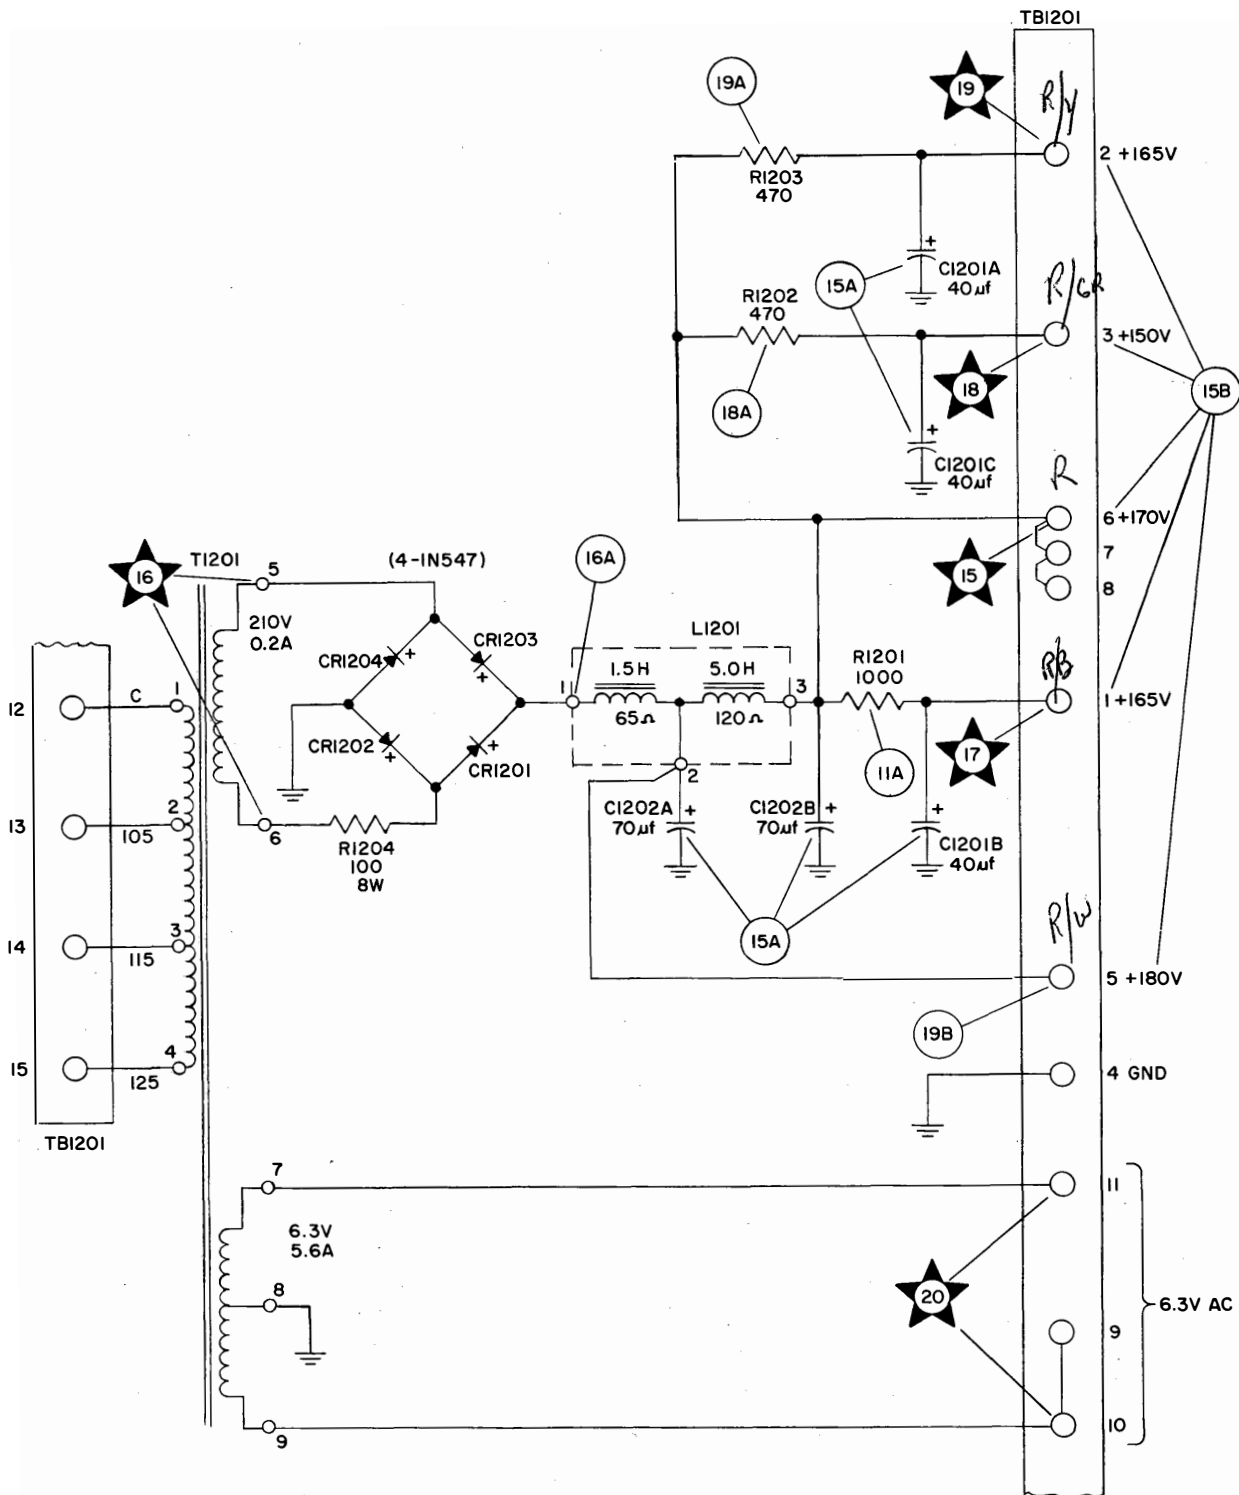 TB1201
19A
19
R/Y
2 +165V
R1203
470
C1201A
40µf
15A
R1202
470
R/GR
3 +150V
18
18A
15B
C1201C
40µf
R
6 +170V
7
8
15
16
T1201
5
(4-IN547)
16A
210V
0.2A
CR1204
CR1203
CR1202
CR1201
L1201
1.5H
5.0H
1
3
65Ω
120Ω
2
R1201
1000
R/B
1 +165V
17
11A
12
C
1
13
105
2
6
R1204
100
8W
C1202A
70µf
C1202B
70µf
C1201B
40µf
15A
14
115
3
R/W
5 +180V
19B
15
125
4
4 GND
TB1201
7
11
6.3V
5.6A
8
20
6.3V AC
9
9
10